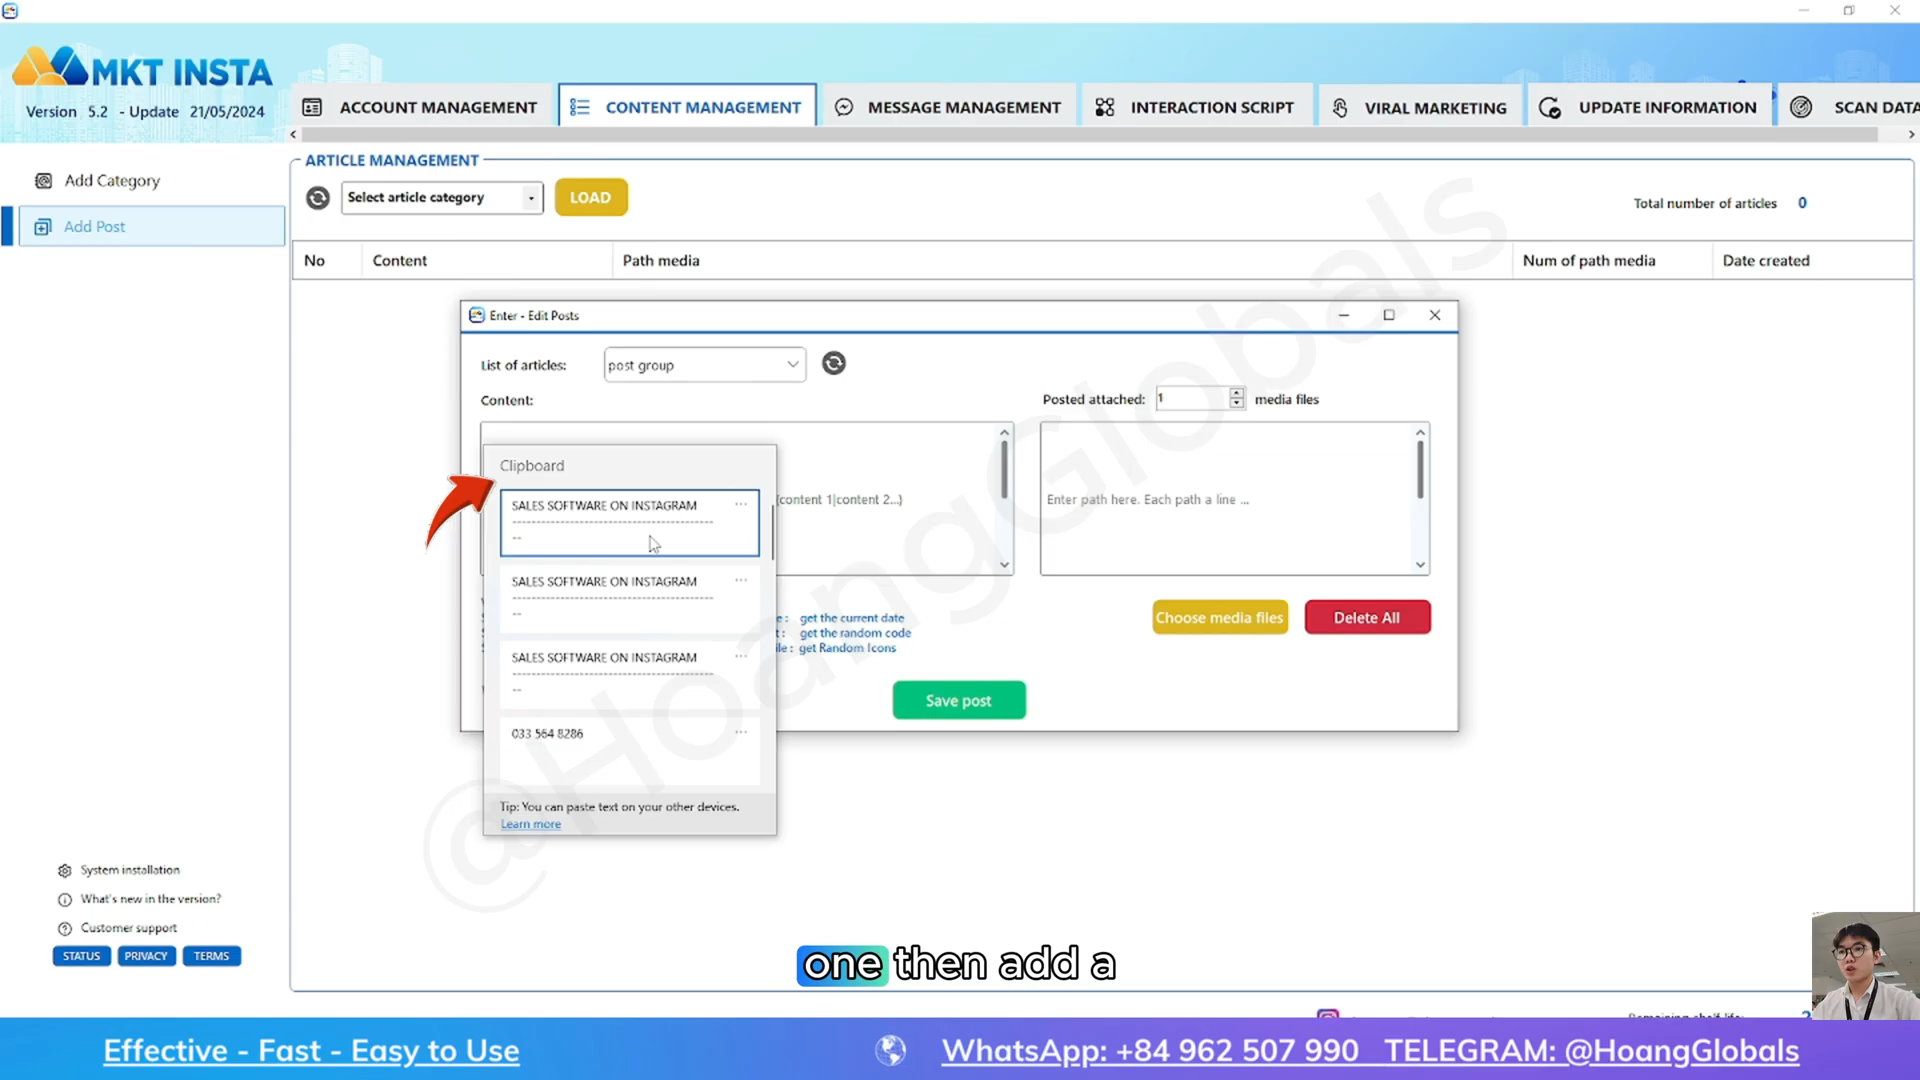 MKT INSTA
Version 5.2 - Update 21/05/2024
ACCOUNT MANAGEMENT
CONTENT MANAGEMENT
MESSAGE MANAGEMENT
INTERACTION SCRIPT
VIRAL MARKETING
UPDATE INFORMATION
SCAN DATA
Add Category
Add Post
ARTICLE MANAGEMENT
Select article category
LOAD
Total number of articles 0
No
Content
Path media
Num of path media
Date created
Enter - Edit Posts
List of articles:
post group
Content:
Posted attached: 1 media files
Clipboard
SALES SOFTWARE ON INSTAGRAM
----------------------------------------
--
{content 1|content 2...}
Enter path here. Each path a line ...
SALES SOFTWARE ON INSTAGRAM
----------------------------------------
--
e : get the current date
t : get the random code
ile : get Random Icons
Choose media files
Delete All
SALES SOFTWARE ON INSTAGRAM
----------------------------------------
--
Save post
033 564 8286
Tip: You can paste text on your other devices.
Learn more
@HoangGlobals
System installation
What's new in the version?
Customer support
STATUS
PRIVACY
TERMS
one then add a
Effective - Fast - Easy to Use
WhatsApp: +84 962 507 990 TELEGRAM: @HoangGlobals